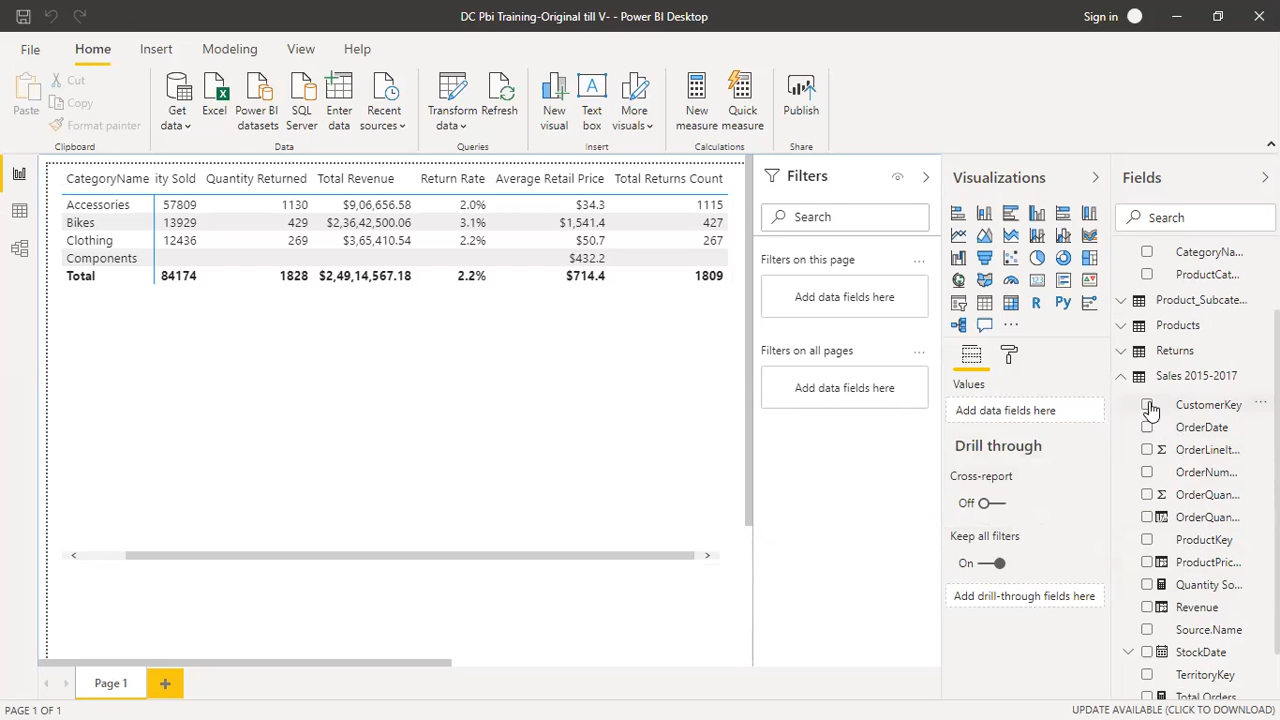 DC Pbi Training-Original till V- - Power BI Desktop
Sign in
File Home Insert Modeling View Help
Paste
Cut
Copy
Format painter
Clipboard
Get data
Excel
Power BI datasets
SQL Server
Enter data
Recent sources
Data
Transform data
Refresh
Queries
New visual
Text box
More visuals
Insert
New measure
Quick measure
Calculations
Publish
Share
CategoryName ity Sold Quantity Returned Total Revenue Return Rate Average Retail Price Total Returns Count
Accessories 57809 1130 $9,06,656.58 2.0% $34.3 1115
Bikes 13929 429 $2,36,42,500.06 3.1% $1,541.4 427
Clothing 12436 269 $3,65,410.54 2.2% $50.7 267
Components $432.2
Total 84174 1828 $2,49,14,567.18 2.2% $714.4 1809
Filters
Search
Filters on this page ...
Add data fields here
Filters on all pages ...
Add data fields here
Visualizations
R
Py
...
Values
Add data fields here
Drill through
Cross-report
Off
Keep all filters
On
Add drill-through fields here
Fields
Search
CategoryNa...
ProductCat...
Product_Subcate...
Products
Returns
Sales 2015-2017
CustomerKey ...
OrderDate
Σ OrderLineIt...
OrderNum...
Σ OrderQuan...
OrderQuan...
ProductKey
ProductPric...
Quantity So...
Revenue
Source.Name
StockDate
TerritoryKey
Total Orders
Page 1
PAGE 1 OF 1
UPDATE AVAILABLE (CLICK TO DOWNLOAD)